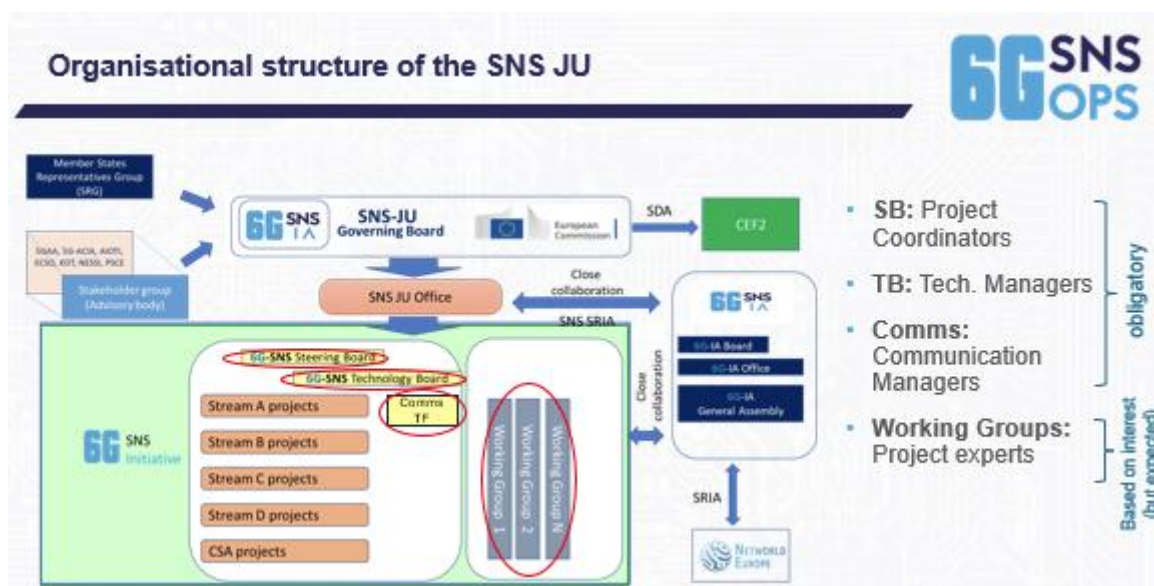 Organisational structure of the SNS JU
6G SNS
OPS
Member States
Representatives Group
(SRG)
Stakeholder group
(Advisory body)
6G SNS
IA
SNS-JU
Governing Board
European
Commission
SDA
CEF2
SNS JU Office
Close
collaboration
SNS SRIA
6G SNS
IA
6G-IA Board
6G-IA Office
6G-IA
General Assembly
Close
collaboration
SRIA
NETWORLD
EUROPE
6G-SNS Steering Board
6G-SNS Technology Board
Comms
TF
6G SNS
Initiative
Stream A projects
Stream B projects
Stream C projects
Stream D projects
CSA projects
Working Group 1
Working Group 2
Working Group N
• SB: Project
Coordinators
• TB: Tech. Managers
• Comms:
Communication
Managers
• Working Groups:
Project experts
obligatory
Based on interest
(but expected)